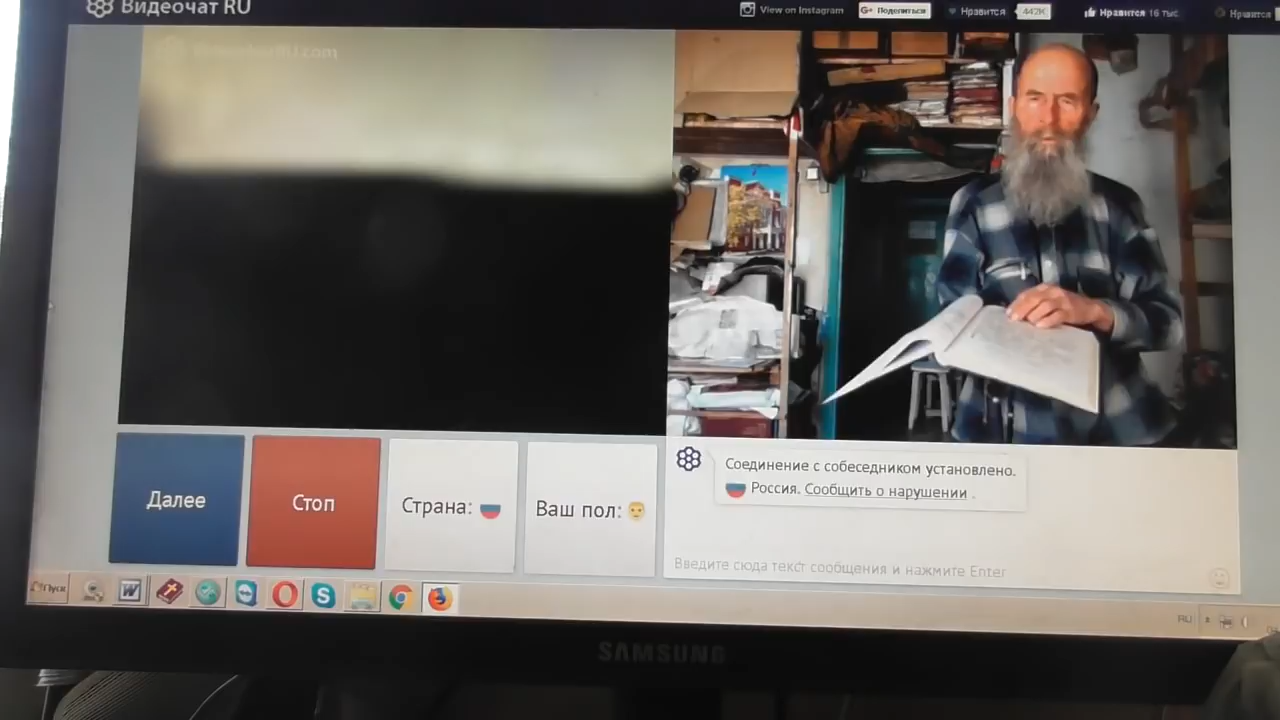 Видеочат RU
View on Instagram
G+ Поделиться
Нравится 442K
Нравится 16 тыс.
Нравится
Соединение с собеседником установлено.
Россия. Сообщить о нарушении .
Далее
Стоп
Страна:
Ваш пол:
Введите сюда текст сообщения и нажмите Enter
Пуск
RU
SAMSUNG